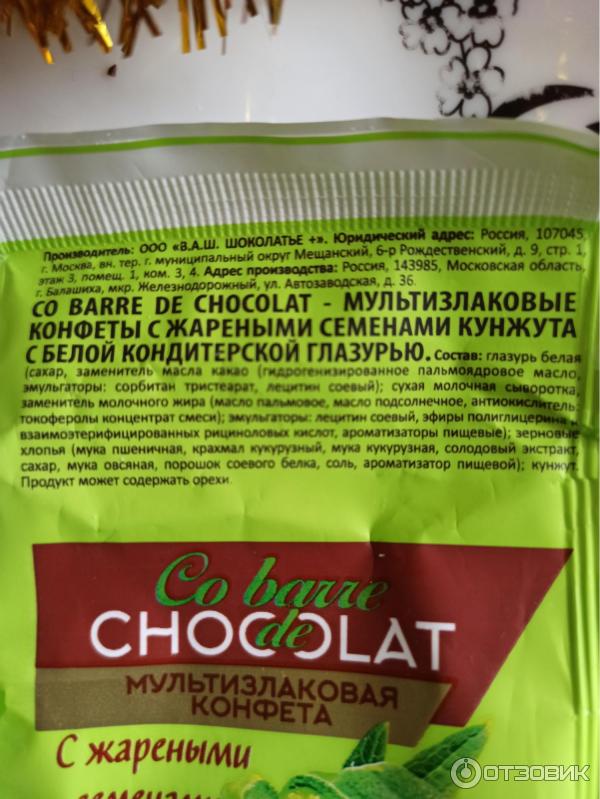 Производитель: ООО «В.А.Ш. ШОКОЛАТЬЕ +». Юридический адрес: Россия, 107045,
г. Москва, вн. тер. г. муниципальный округ Мещанский, 6-р Рождественский, д. 9, стр. 1,
этаж 3, помещ. 1, ком. 3, 4. Адрес производства: Россия, 143985, Московская область,
г. Балашиха, мкр. Железнодорожный, ул. Автозаводская, д. 36.
CO BARRE DE CHOCOLAT - МУЛЬТИЗЛАКОВЫЕ
КОНФЕТЫ С ЖАРЕНЫМИ СЕМЕНАМИ КУНЖУТА
С БЕЛОЙ КОНДИТЕРСКОЙ ГЛАЗУРЬЮ. Состав: глазурь белая
(сахар, заменитель масла какао (гидрогенизированное пальмоядровое масло,
эмульгаторы: сорбитан тристеарат, лецитин соевый); сухая молочная сыворотка,
заменитель молочного жира (масло пальмовое, масло подсолнечное, антиокислитель:
токоферолы концентрат смеси); эмульгаторы: лецитин соевый, эфиры полиглицерина и
взаимоэтерифицированных рициноловых кислот, ароматизаторы пищевые); зерновые
хлопья (мука пшеничная, крахмал кукурузный, мука кукурузная, солодовый экстракт,
сахар, мука овсяная, порошок соевого белка, соль, ароматизатор пищевой); кунжут.
Продукт может содержать орехи.
Co barre
de
CHOCOLAT
МУЛЬТИЗЛАКОВАЯ
КОНФЕТА
С жареными
семенами
ОТЗОВИК